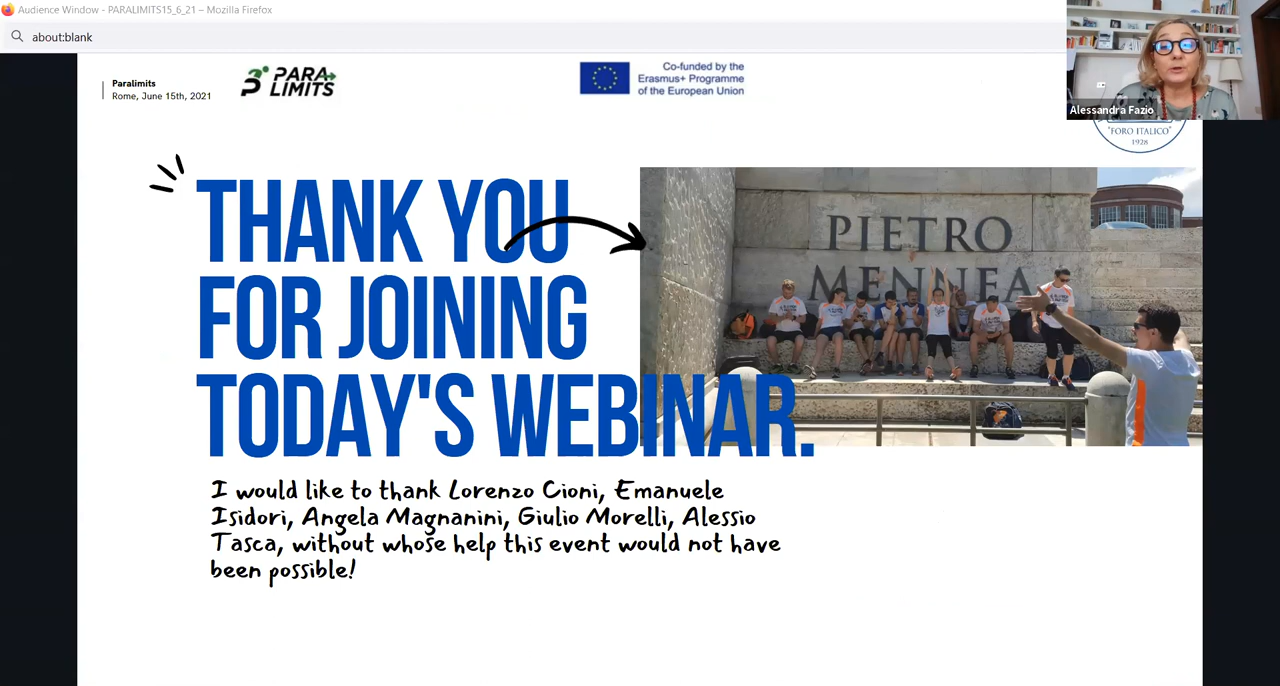 Audience Window - PARALIMITS15_6_21 – Mozilla Firefox
about:blank
Alessandra Fazio
Paralimits
Rome, June 15th, 2021
PARA
LIMITS
Co-funded by the
Erasmus+ Programme
of the European Union
"FORO ITALICO"
1928
THANK YOU
FOR JOINING
TODAY'S WEBINAR.
PIETRO
MENNEA
I would like to thank Lorenzo Cioni, Emanuele
Isidori, Angela Magnanini, Giulio Morelli, Alessio
Tasca, without whose help this event would not have
been possible!